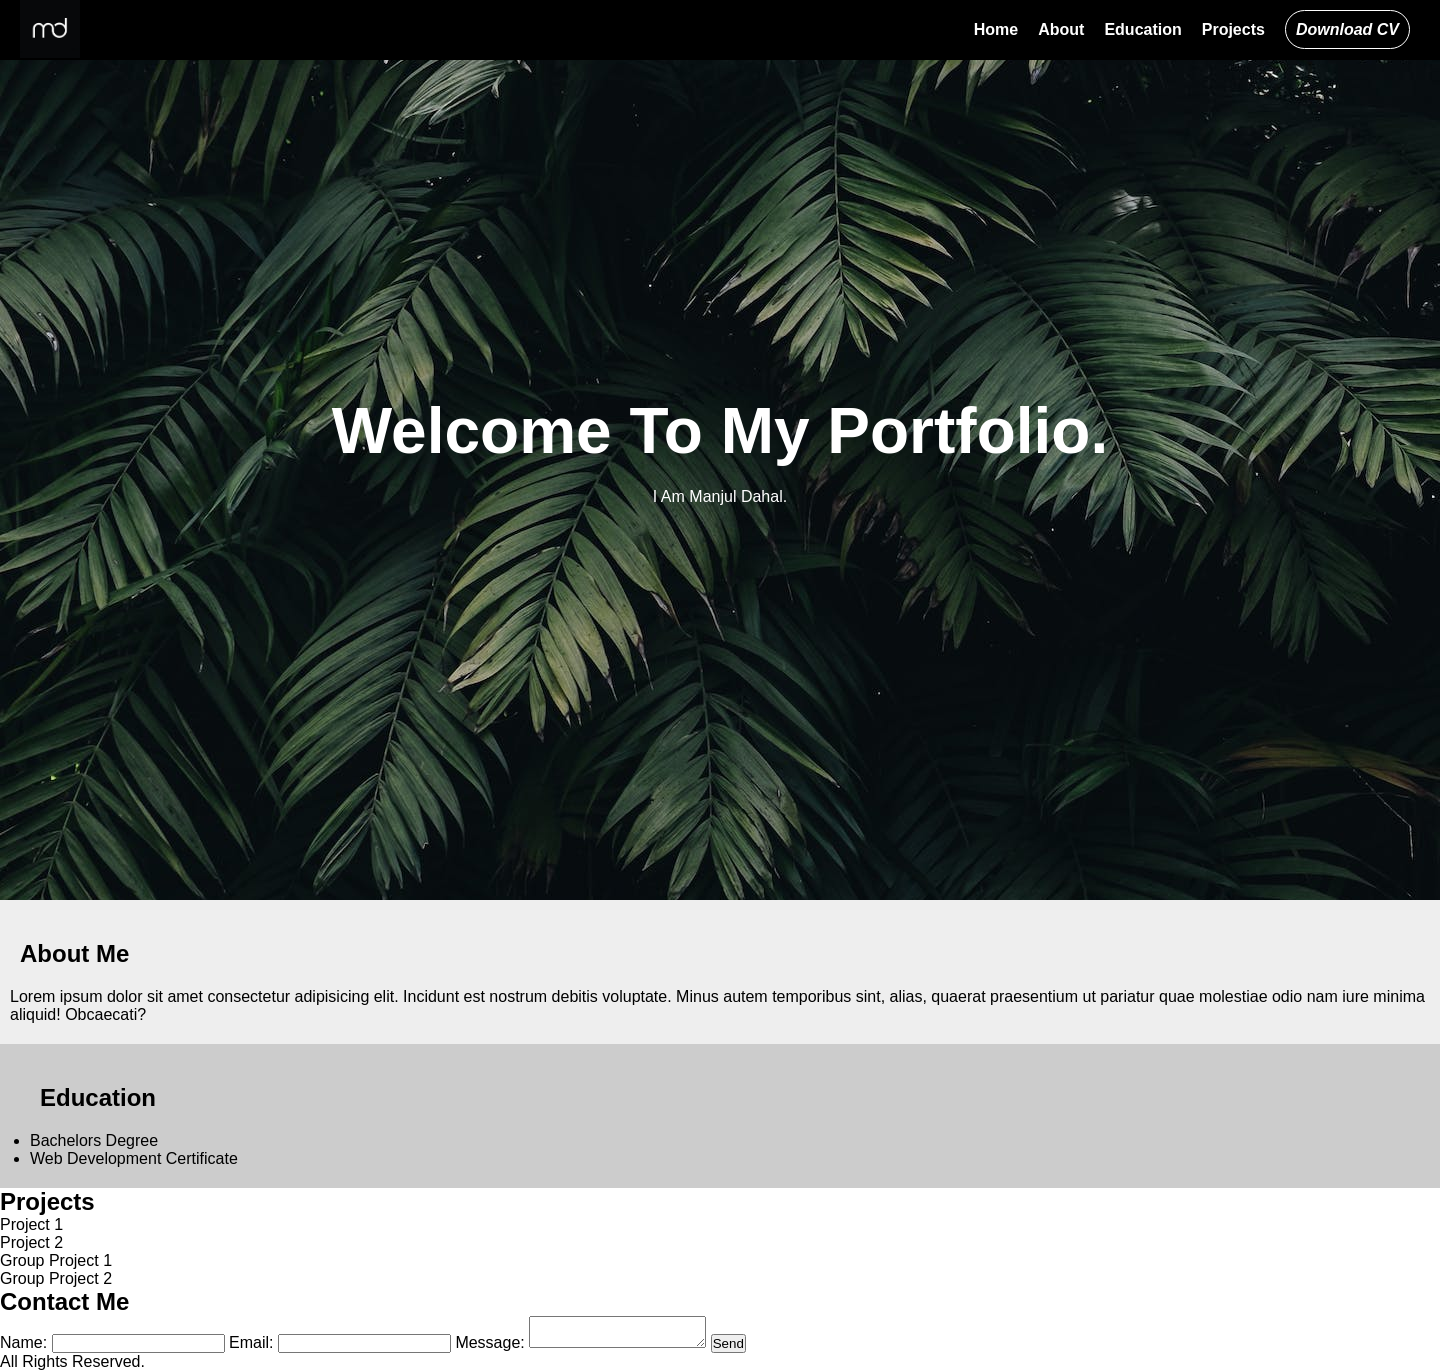 md
Home About Education Projects Download CV
Welcome To My Portfolio.
I Am Manjul Dahal.
About Me
Lorem ipsum dolor sit amet consectetur adipisicing elit. Incidunt est nostrum debitis voluptate. Minus autem temporibus sint, alias, quaerat praesentium ut pariatur quae molestiae odio nam iure minima
aliquid! Obcaecati?
Education
Bachelors Degree
Web Development Certificate
Projects
Project 1
Project 2
Group Project 1
Group Project 2
Contact Me
Name: Email: Message: Send
All Rights Reserved.